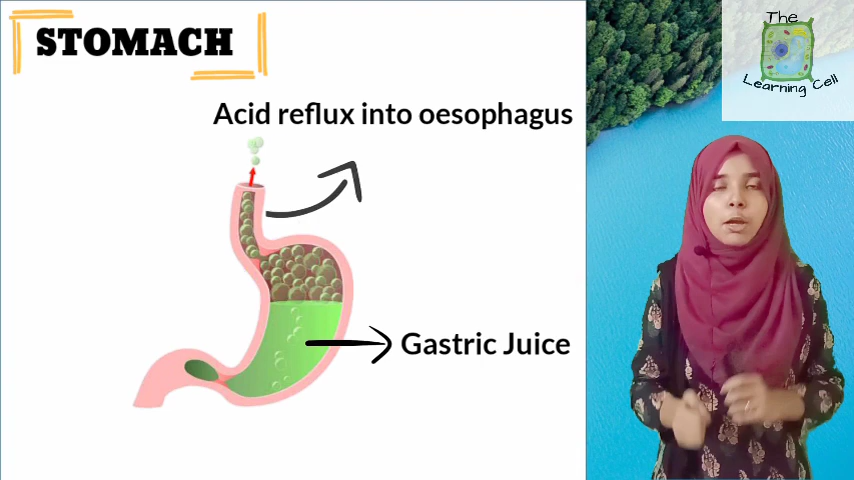 STOMACH
The
Learning Cell
Acid reflux into oesophagus
Gastric Juice